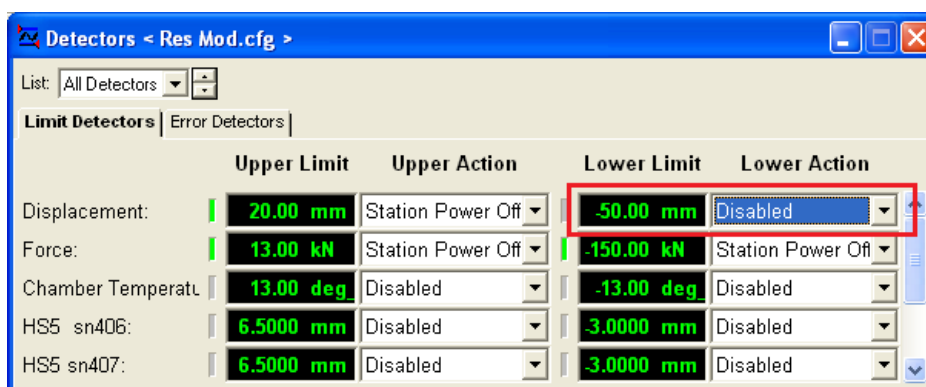 Detectors < Res Mod.cfg >
List: All Detectors
Limit Detectors Error Detectors
Upper Limit Upper Action Lower Limit Lower Action
Displacement: 20.00 mm Station Power Off -50.00 mm Disabled
Force: 13.00 kN Station Power Off -150.00 kN Station Power Off
Chamber Temperatu 13.00 deg_ Disabled -13.00 deg_ Disabled
HS5 sn406: 6.5000 mm Disabled -3.0000 mm Disabled
HS5 sn407: 6.5000 mm Disabled -3.0000 mm Disabled